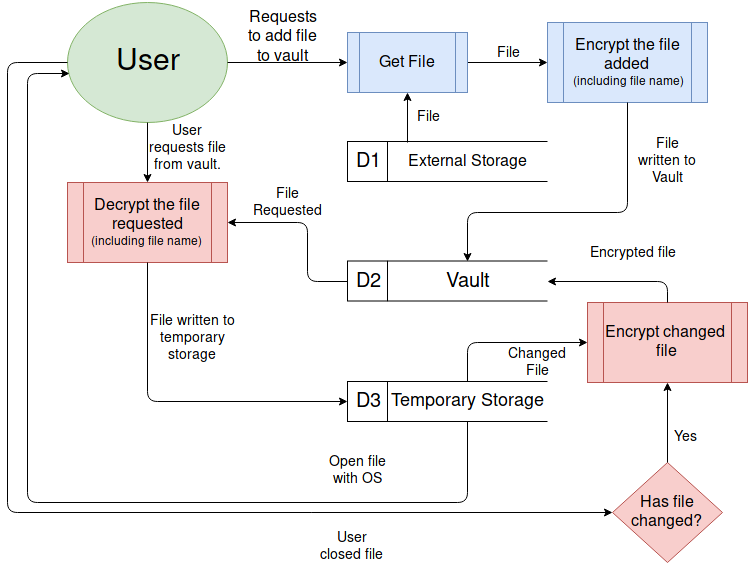 User
Requests
to add file
to vault
Get File
File
Encrypt the file
added
(including file name)
File
D1
External Storage
File
written to
Vault
User
requests file
from vault.
Decrypt the file
requested
(including file name)
File
Requested
D2
Vault
Encrypted file
File written to
temporary
storage
Encrypt changed
file
Changed
File
D3
Temporary Storage
Yes
Open file
with OS
Has file
changed?
User
closed file